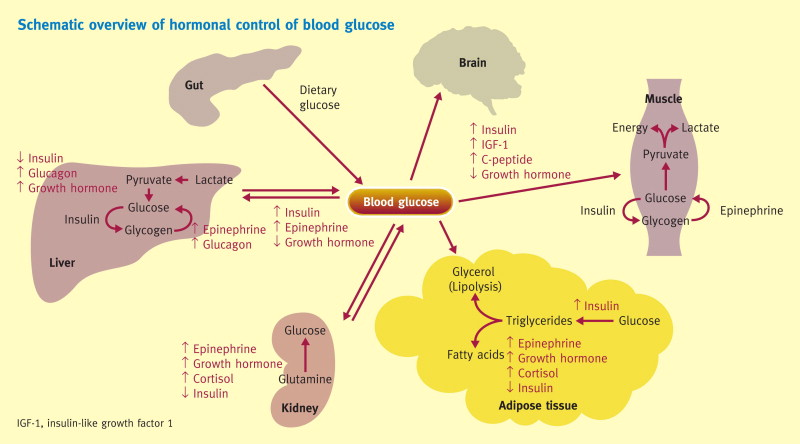 Schematic overview of hormonal control of blood glucose
Gut
Dietary
glucose
Brain
↑ Insulin
↑ IGF-1
↑ C-peptide
↓ Growth hormone
Muscle
Energy
Lactate
Pyruvate
Glucose
Insulin
Glycogen
Epinephrine
↓ Insulin
↑ Glucagon
↑ Growth hormone
Pyruvate
Lactate
Glucose
Insulin
Glycogen
↑ Epinephrine
↑ Glucagon
Liver
↑ Insulin
↑ Epinephrine
↓ Growth hormone
Blood glucose
Glycerol
(Lipolysis)
↑ Insulin
Triglycerides
Glucose
Fatty acids
↑ Epinephrine
↑ Growth hormone
↑ Cortisol
↓ Insulin
Adipose tissue
Glucose
↑ Epinephrine
↑ Growth hormone
↑ Cortisol
↓ Insulin
Glutamine
Kidney
IGF-1, insulin-like growth factor 1